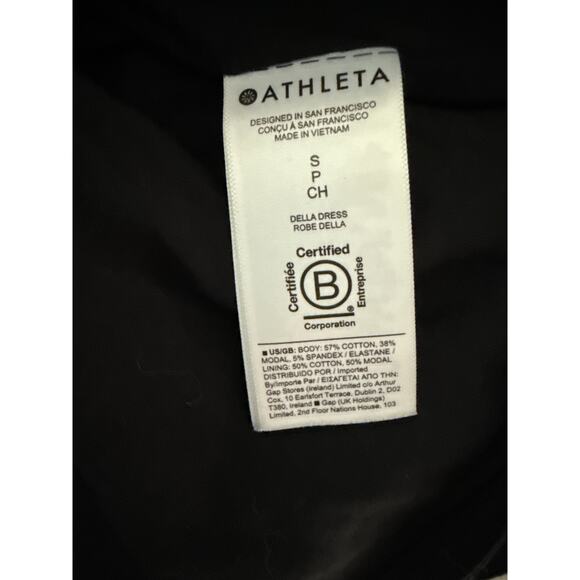 ATHLETA
DESIGNED IN SAN FRANCISCO
CONÇU À SAN FRANCISCO
MADE IN VIETNAM
S
P
CH
DELLA DRESS
ROBE DELLA
Certified
Certifiée
B
Entreprise
®
Corporation
■ US/GB: BODY: 57% COTTON, 38%
MODAL, 5% SPANDEX / ELASTANE /
LINING: 50% COTTON, 50% MODAL
DISTRIBUIDO POR / Imported
By/Importe Par / ΕΙΣΑΓΕΤΑΙ ΑΠΟ ΤΗΝ:
Gap Stores (Ireland) Limited c/o Arthur
Cox, 10 Earlsfort Terrace, Dublin 2, D02
T380, Ireland ■ Gap (UK Holdings)
Limited, 2nd Floor Nations House, 103